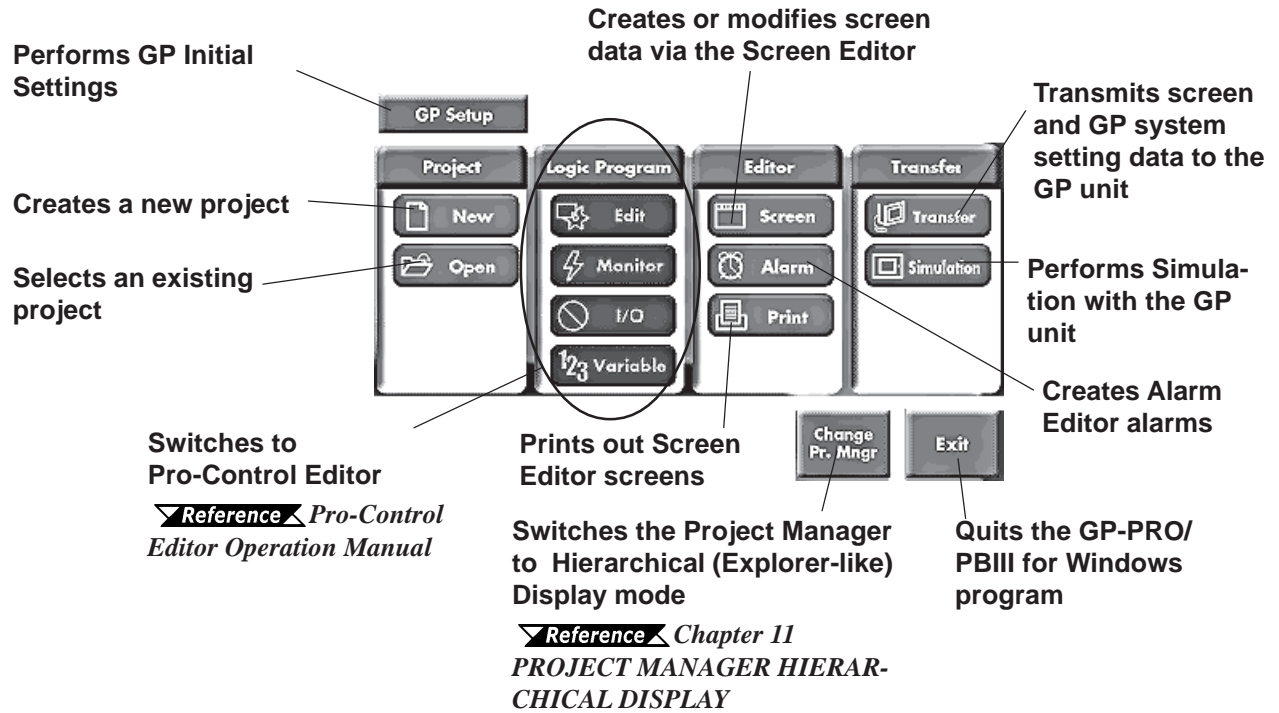 Creates or modifies screen
data via the Screen Editor
Performs GP Initial
Settings
Transmits screen
and GP system
setting data to the
GP unit
GP Setup
Project
Logic Program
Editor
Transfer
Creates a new project
New
Edit
Screen
Transfer
Selects an existing
project
Open
Monitor
Alarm
Simulation
Performs Simula-
tion with the GP
unit
I/O
Print
123 Variable
Creates Alarm
Editor alarms
Switches to
Pro-Control Editor
Reference Pro-Control
Editor Operation Manual
Prints out Screen
Editor screens
Change
Pr. Mngr
Exit
Switches the Project Manager
to Hierarchical (Explorer-like)
Display mode
Reference Chapter 11
PROJECT MANAGER HIERAR-
CHICAL DISPLAY
Quits the GP-PRO/
PBIII for Windows
program